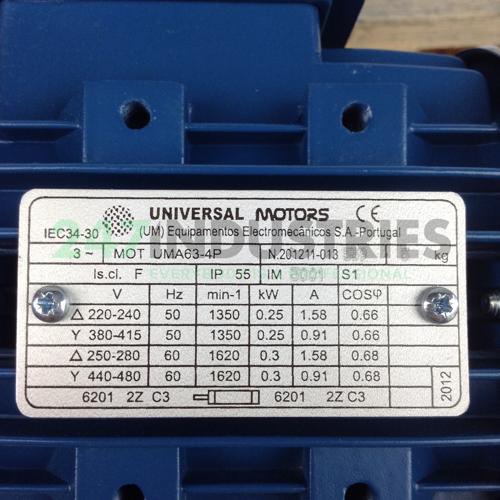 UNIVERSAL MOTORS CE
IEC34-30 (UM) Equipamentos Electromecânicos S.A.-Portugal
3 ~ MOT UMA63-4P N.201211-013 kg
Is.cl. F IP 55 IM S1
V Hz min-1 kW A COSφ
Δ 220-240 50 1350 0.25 1.58 0.66
Y 380-415 50 1350 0.25 0.91 0.66
Δ 250-280 60 1620 0.3 1.58 0.68
Y 440-480 60 1620 0.3 0.91 0.68
6201 2Z C3 6201 2Z C3
2012
247 INDUSTRIES